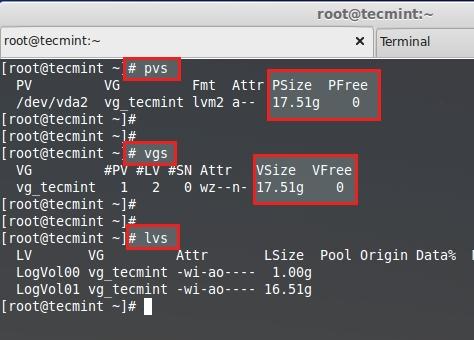 root@tecmint:~
root@tecmint:~ × Terminal
[root@tecmint ~]# pvs
PV VG Fmt Attr PSize PFree
/dev/vda2 vg_tecmint lvm2 a-- 17.51g 0
[root@tecmint ~]#
[root@tecmint ~]#
[root@tecmint ~]# vgs
VG #PV #LV #SN Attr VSize VFree
vg_tecmint 1 2 0 wz--n- 17.51g 0
[root@tecmint ~]#
[root@tecmint ~]#
[root@tecmint ~]# lvs
LV VG Attr LSize Pool Origin Data%
LogVol00 vg_tecmint -wi-ao---- 1.00g
LogVol01 vg_tecmint -wi-ao---- 16.51g
[root@tecmint ~]#